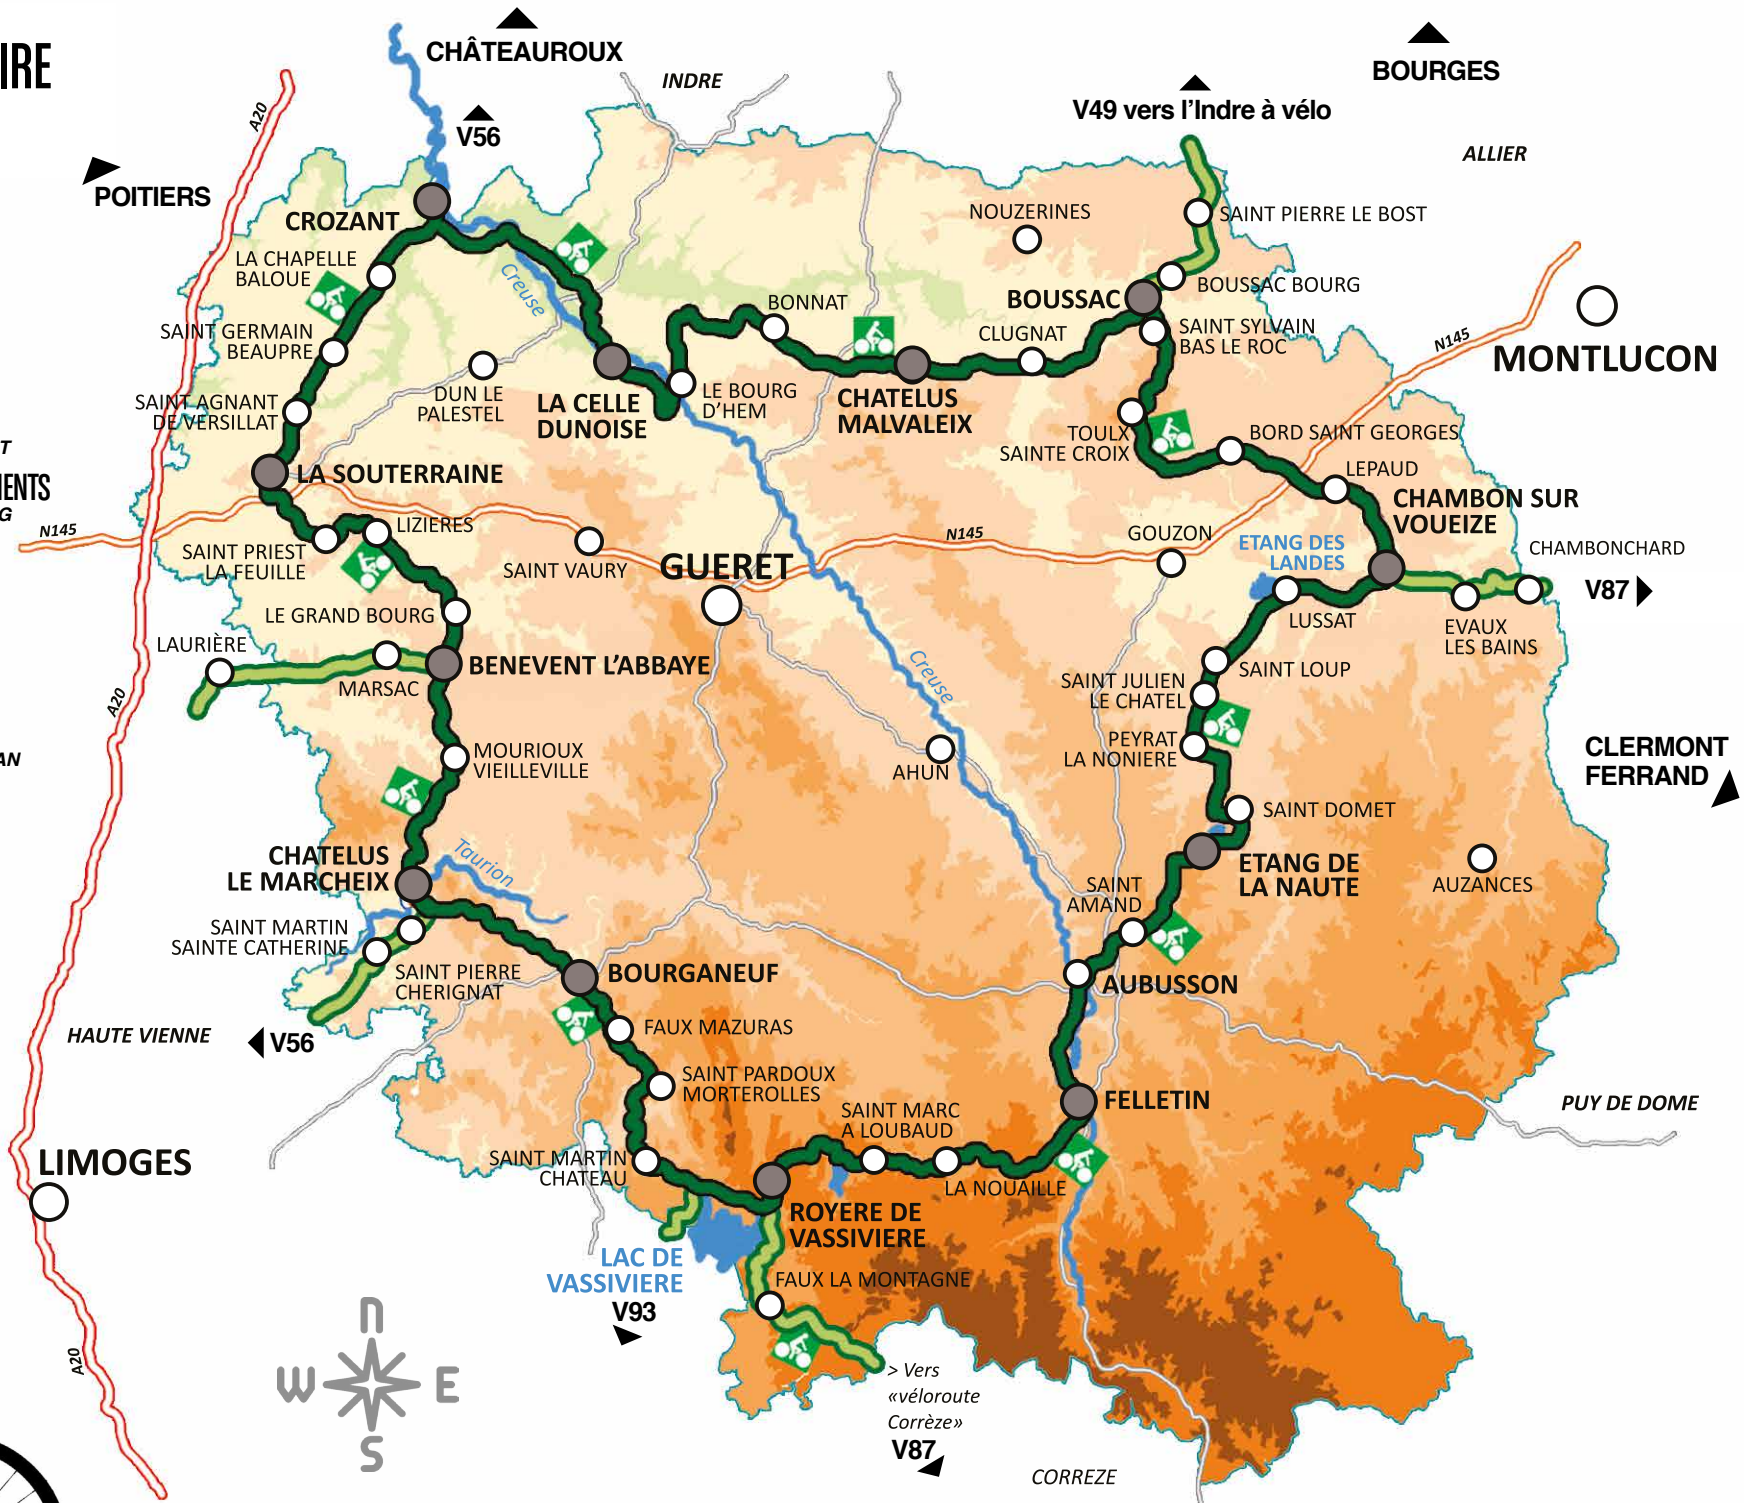 IRE
CHÂTEAUROUX
INDRE
BOURGES
V49 vers l'Indre à vélo
V56
A20
ALLIER
POITIERS
CROZANT
NOUZERINES
SAINT PIERRE LE BOST
LA CHAPELLE
BALOUE
Creuse
BOUSSAC BOURG
BOUSSAC
BONNAT
SAINT GERMAIN
BEAUPRE
CLUGNAT
SAINT SYLVAIN
BAS LE ROC
N145
MONTLUCON
DUN LE
PALESTEL
LA CELLE
DUNOISE
LE BOURG
D'HEM
CHATELUS
MALVALEIX
SAINT AGNANT
DE VERSILLAT
TOULX
SAINTE CROIX
BORD SAINT GEORGES
T
LEPAUD
LA SOUTERRAINE
IENTS
G
CHAMBON SUR
VOUEIZE
N145
LIZIERES
SAINT PRIEST
LA FEUILLE
SAINT VAURY
GUERET
N145
GOUZON
ETANG DES
LANDES
CHAMBONCHARD
V87
LE GRAND BOURG
LUSSAT
EVAUX
LES BAINS
LAURIÈRE
MARSAC
BENEVENT L'ABBAYE
Creuse
SAINT LOUP
SAINT JULIEN
LE CHATEL
A20
AN
MOURIOUX
VIEILLEVILLE
AHUN
PEYRAT
LA NONIERE
CLERMONT
FERRAND
SAINT DOMET
CHATELUS
LE MARCHEIX
Taurion
ETANG DE
LA NAUTE
AUZANCES
SAINT
AMAND
SAINT MARTIN
SAINTE CATHERINE
SAINT PIERRE
CHERIGNAT
BOURGANEUF
AUBUSSON
HAUTE VIENNE
V56
FAUX MAZURAS
SAINT PARDOUX
MORTEROLLES
SAINT MARC
A LOUBAUD
FELLETIN
PUY DE DOME
LIMOGES
SAINT MARTIN
CHATEAU
LA NOUAILLE
ROYERE DE
VASSIVIERE
LAC DE
VASSIVIERE
V93
FAUX LA MONTAGNE
A20
N
W
E
S
> Vers
«véloroute
Corrèze»
V87
CORREZE